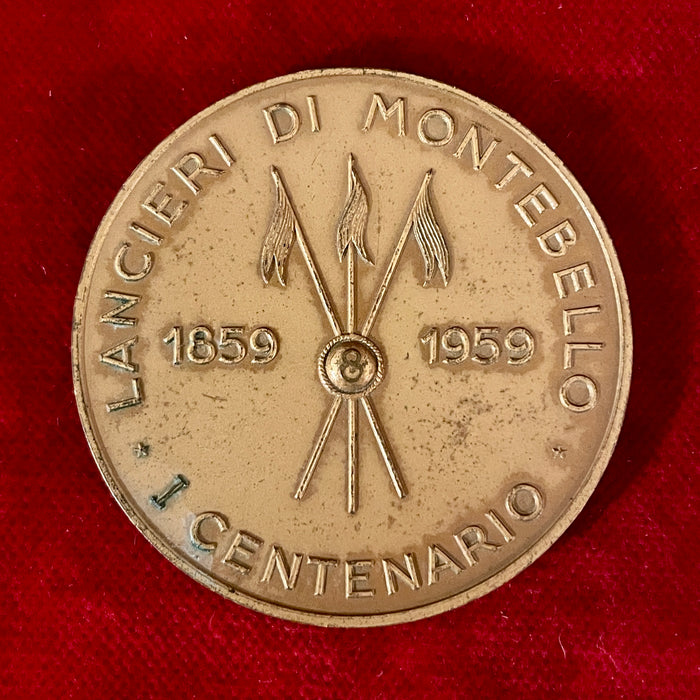 LANCIERI DI MONTEBELLO
1859 1959
8
* I CENTENARIO *